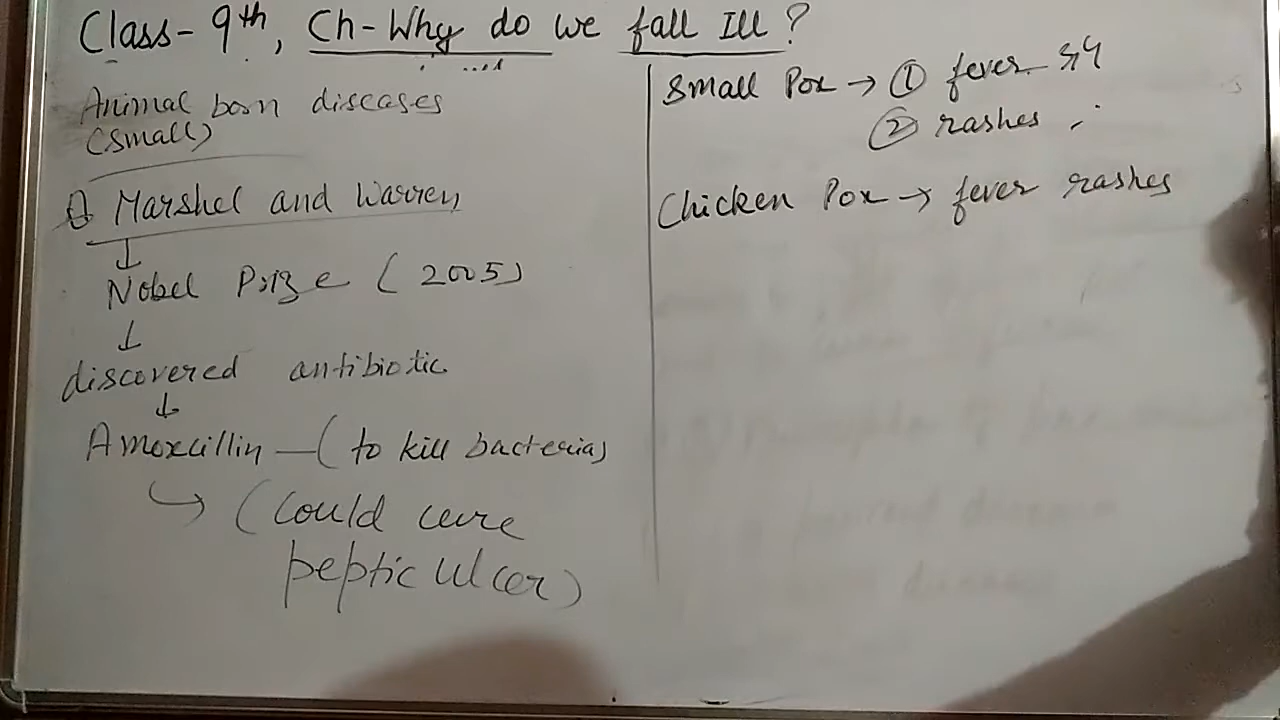 Class-9th, Ch-Why do we fall Ill?
Animal born diseases
(small)
Marshel and Warren
↓
Nobel Prize (2005)
↓
discovered antibiotic
↓
Amoxcillin — (to kill bacteria)
↳ (Could cure
peptic ulcer)
Small Pox → ① fever
② rashes
Chicken Pox → fever rashes